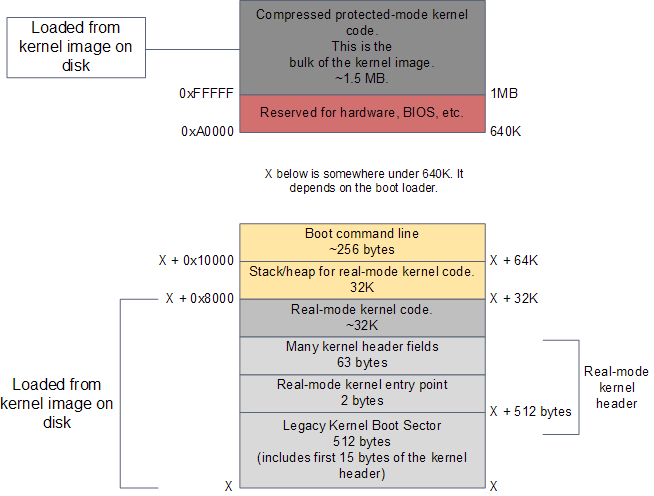 Loaded from
kernel image on
disk
Compressed protected-mode kernel
code.
This is the
bulk of the kernel image.
~1.5 MB.
0xFFFFF
1MB
Reserved for hardware, BIOS, etc.
0xA0000
640K
X below is somewhere under 640K. It
depends on the boot loader.
Boot command line
~256 bytes
X + 0x10000
X + 64K
Stack/heap for real-mode kernel code.
32K
X + 0x8000
X + 32K
Real-mode kernel code.
~32K
Many kernel header fields
63 bytes
Real-mode kernel entry point
2 bytes
X + 512 bytes
Real-mode
kernel
header
Loaded from
kernel image on
disk
Legacy Kernel Boot Sector
512 bytes
(includes first 15 bytes of the kernel
header)
X
X